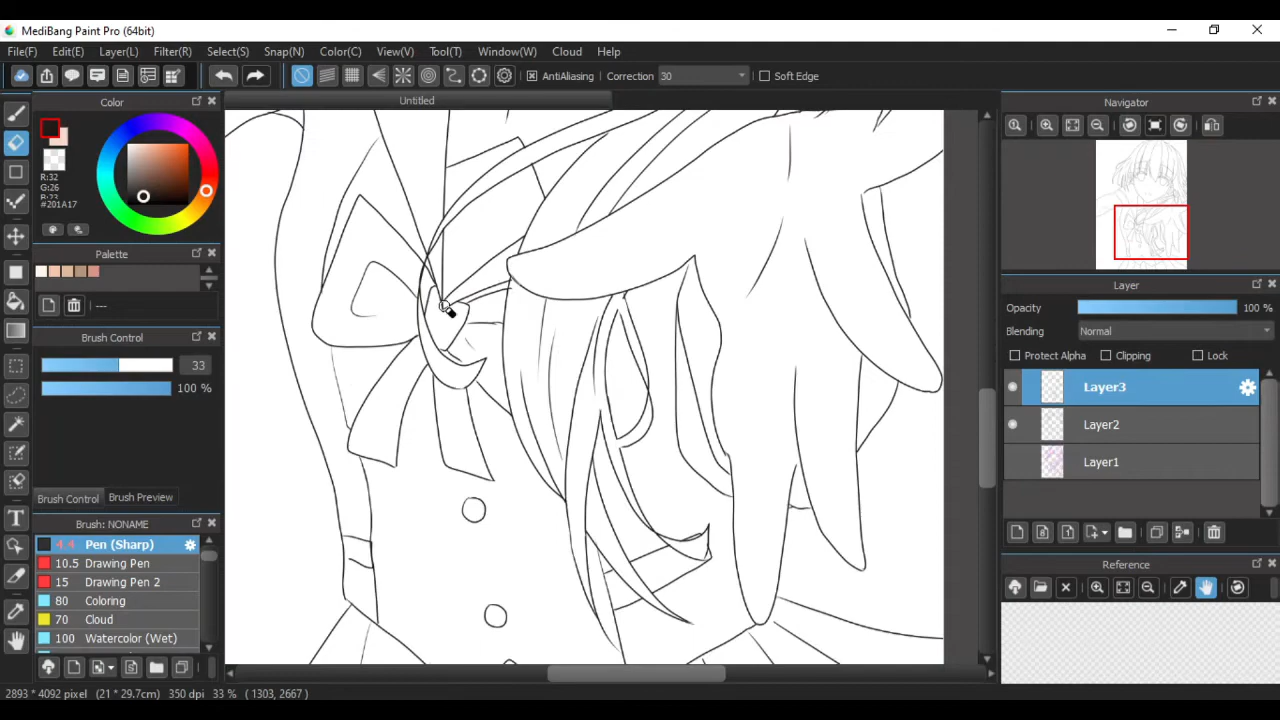 MediBang Paint Pro (64bit)
File(F) Edit(E) Layer(L) Filter(R) Select(S) Snap(N) Color(C) View(V) Tool(T) Window(W) Cloud Help
AntiAliasing Correction 30 Soft Edge
Color
Untitled
Navigator
R:32
G:26
B:23
#201A17
Palette
---
Brush Control
33
100 %
Brush Control Brush Preview
Brush: NONAME
4.4 Pen (Sharp)
10.5 Drawing Pen
15 Drawing Pen 2
80 Coloring
70 Cloud
100 Watercolor (Wet)
Layer
Opacity 100 %
Blending Normal
Protect Alpha Clipping Lock
Layer3
Layer2
Layer1
Reference
2893 * 4092 pixel (21 * 29.7cm) 350 dpi 33 % ( 1303, 2667 )